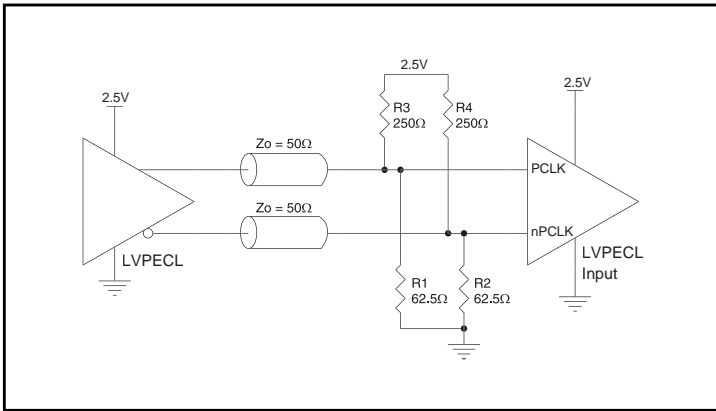 2.5V
2.5V
2.5V
R3
250Ω
R4
250Ω
Zo = 50Ω
PCLK
Zo = 50Ω
nPCLK
LVPECL
LVPECL
Input
R1
62.5Ω
R2
62.5Ω